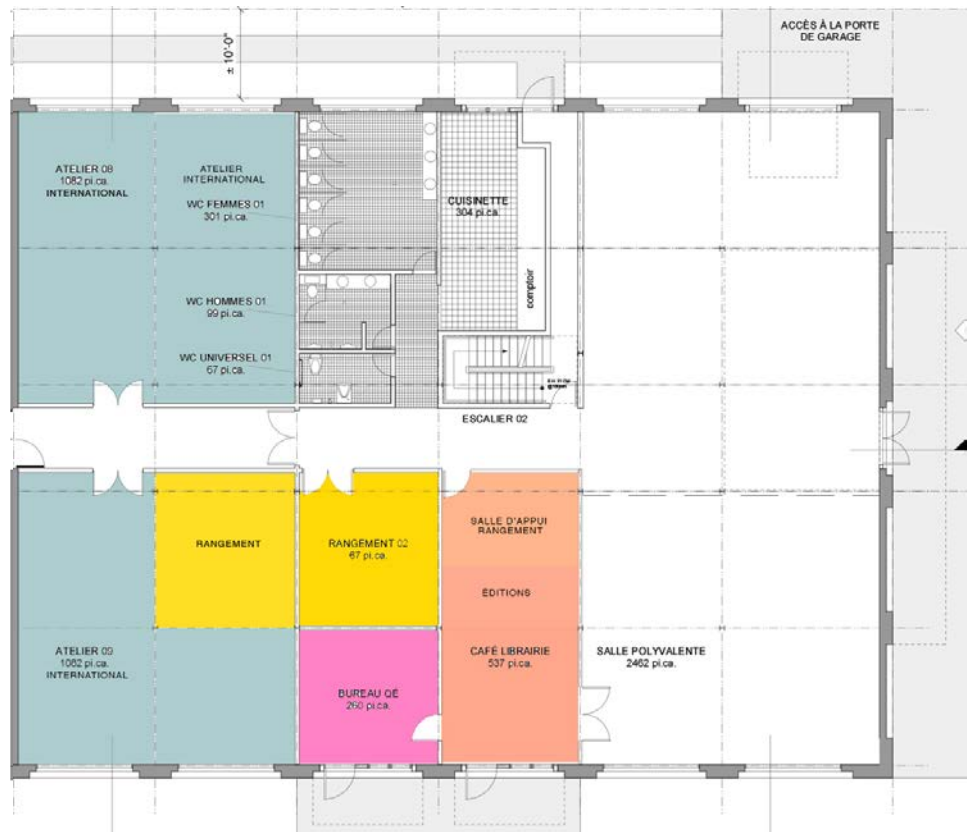 ACCÈS À LA PORTE
DE GARAGE
± 10'-0"
ATELIER 08
1082 pi.ca.
INTERNATIONAL
ATELIER
INTERNATIONAL
WC FEMMES 01
301 pi.ca.
CUISINETTE
304 pi.ca.
comptoir
WC HOMMES 01
99 pi.ca.
WC UNIVERSEL 01
67 pi.ca.
ESCALIER 02
RANGEMENT
RANGEMENT 02
67 pi.ca.
SALLE D'APPUI
RANGEMENT
ÉDITIONS
ATELIER 09
1082 pi.ca.
INTERNATIONAL
BUREAU QÉ
260 pi.ca.
CAFÉ LIBRAIRIE
537 pi.ca.
SALLE POLYVALENTE
2462 pi.ca.